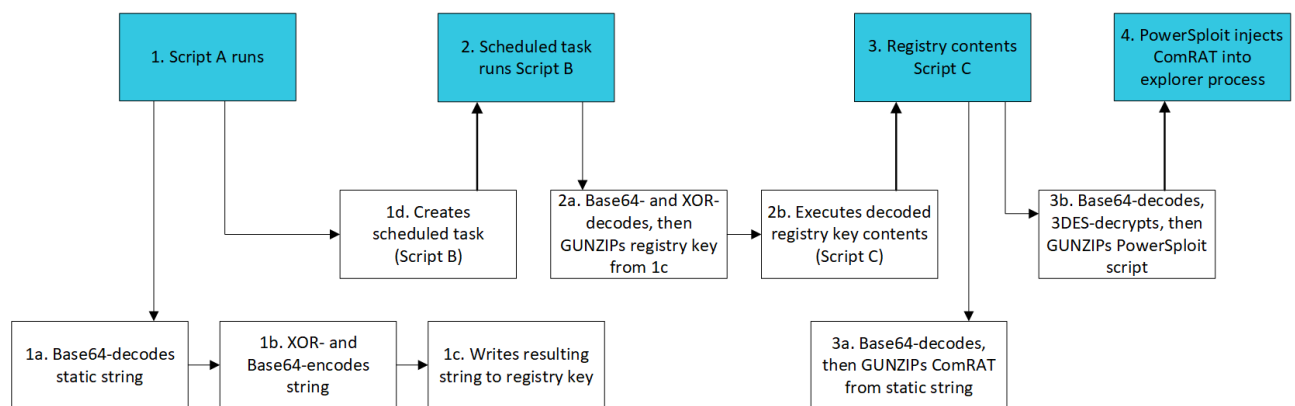 1. Script A runs
2. Scheduled task
runs Script B
3. Registry contents
Script C
4. PowerSploit injects
ComRAT into
explorer process
1d. Creates
scheduled task
(Script B)
2a. Base64- and XOR-
decodes, then
GUNZIPs registry key
from 1c
2b. Executes decoded
registry key contents
(Script C)
3b. Base64-decodes,
3DES-decrypts, then
GUNZIPs PowerSploit
script
1a. Base64-decodes
static string
1b. XOR- and
Base64-encodes
string
1c. Writes resulting
string to registry key
3a. Base64-decodes,
then GUNZIPs ComRAT
from static string